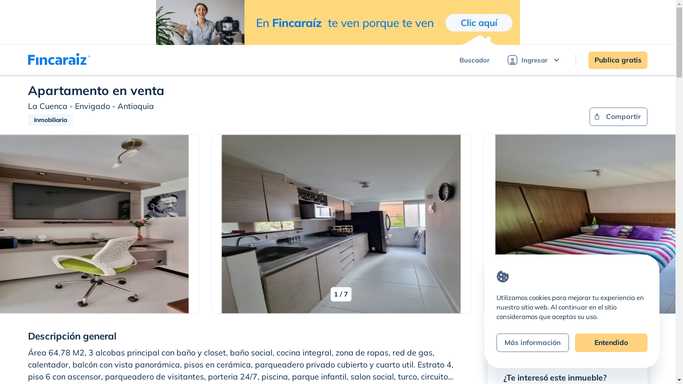 En Fincaraíz te ven porque te ven
Clic aquí
Fincaraíz
Buscador
Ingresar
Publica gratis
Apartamento en venta
La Cuenca - Envigado - Antioquia
Inmobiliaria
Compartir
1 / 7
Utilizamos cookies para mejorar tu experiencia en
nuestro sitio web. Al continuar en el sitio
consideramos que aceptas su uso.
Más información
Entendido
Descripción general
Área 64,78 M2, 3 alcobas principal con baño y closet, baño social, cocina integral, zona de ropas, red de gas,
calentador, balcón con vista panorámica, pisos en cerámica, parqueadero privado cubierto y cuarto util. Estrato 4,
piso 6 con ascensor, parqueadero de visitantes, porteria 24/7, piscina, parque infantil, salon social, turco, circuito...
¿Te interesó este inmueble?